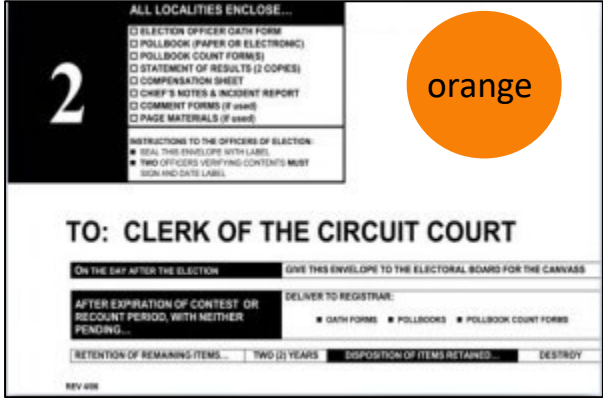 ALL LOCALITIES ENCLOSE...
2
☐ ELECTION OFFICER OATH FORM
☐ POLLBOOK (PAPER OR ELECTRONIC)
☐ POLLBOOK COUNT FORM(S)
☐ STATEMENT OF RESULTS (2 COPIES)
☐ COMPENSATION SHEET
☐ CHIEF'S NOTES & INCIDENT REPORT
☐ COMMENT FORMS (if used)
☐ PAGE MATERIALS (if used)
INSTRUCTIONS TO THE OFFICERS OF ELECTION:
■ SEAL THIS ENVELOPE WITH LABEL
■ TWO OFFICERS VERIFYING CONTENTS MUST
SIGN AND DATE LABEL
orange
TO: CLERK OF THE CIRCUIT COURT
ON THE DAY AFTER THE ELECTION
GIVE THIS ENVELOPE TO THE ELECTORAL BOARD FOR THE CANVASS
AFTER EXPIRATION OF CONTEST OR
RECOUNT PERIOD, WITH NEITHER
PENDING...
DELIVER TO REGISTRAR:
■ OATH FORMS ■ POLLBOOKS ■ POLLBOOK COUNT FORMS
RETENTION OF REMAINING ITEMS... TWO (2) YEARS DISPOSITION OF ITEMS RETAINED... DESTROY
REV 4/06